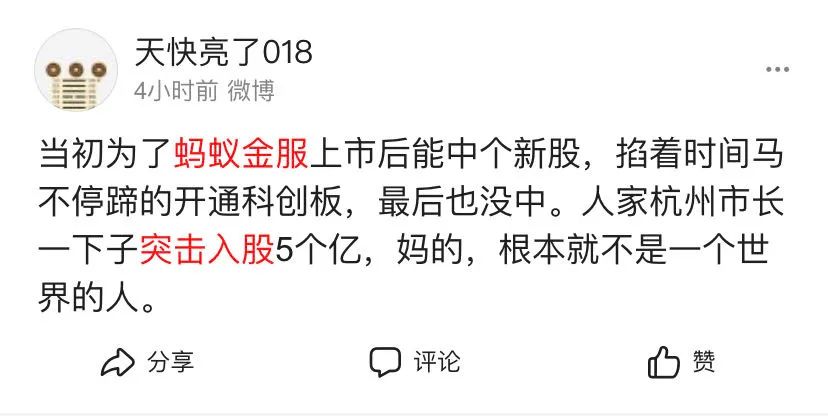 天快亮了018
4小时前 微博
当初为了蚂蚁金服上市后能中个新股，掐着时间马
不停蹄的开通科创板，最后也没中。人家杭州市长
一下子突击入股5个亿，妈的，根本就不是一个世
界的人。
分享 评论 赞